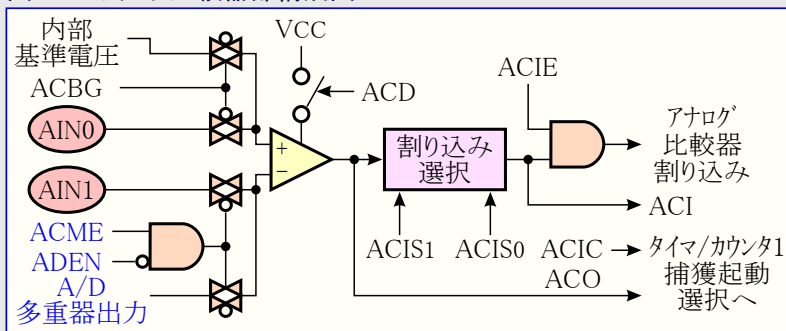 内部
基準電圧
ACBG
AIN0
AIN1
ACME
ADEN
A/D
多重器出力
VCC
ACD
+
−
割り込み
選択
ACIS1
ACIS0
ACIE
アナログ
比較器
割り込み
ACI
ACIC
タイマ/カウンタ1
捕獲起動
選択へ
ACO